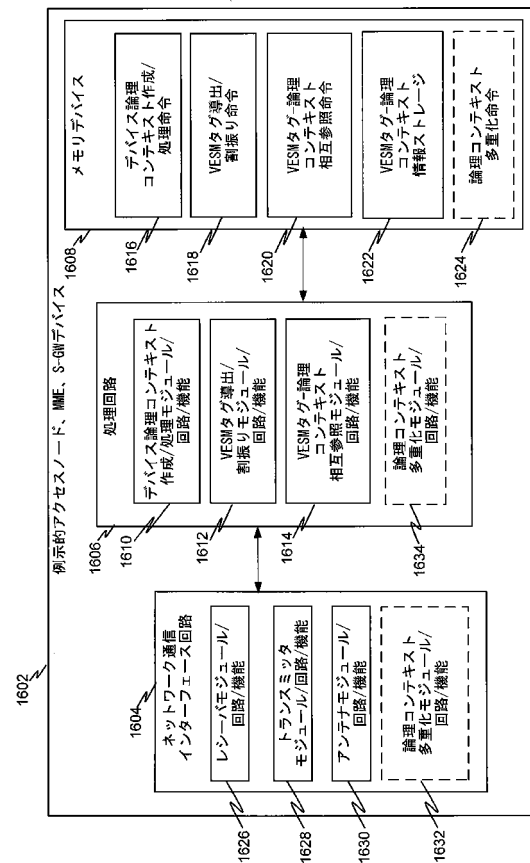 例示的アクセスノード、MME、S-GWデバイス
1602
ネットワーク通信
インターフェース回路
1604
レシーバモジュール/
回路/機能
1626
トランスミッタ
モジュール/回路/機能
1628
アンテナモジュール/
回路/機能
1630
論理コンテキスト
多重化モジュール/
回路/機能
1632
処理回路
1606
デバイス論理コンテキスト
作成/処理モジュール/
回路/機能
1610
VESMタグ導出/
割振りモジュール/
回路/機能
1612
VESMタグ-論理
コンテキスト
相互参照モジュール/
回路/機能
1614
論理コンテキスト
多重化モジュール/
回路/機能
1634
メモリデバイス
1608
デバイス論理
コンテキスト作成/
処理命令
1616
VESMタグ導出/
割振り命令
1618
VESMタグ-論理
コンテキスト
相互参照命令
1620
VESMタグ-論理
コンテキスト
情報ストレージ
1622
論理コンテキスト
多重化命令
1624